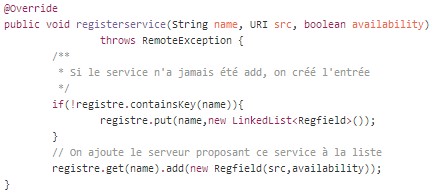 @Override
public void registerservice(String name, URI src, boolean availability)
throws RemoteException {
/**
* Si le service n'a jamais été add, on créé l'entrée
*/
if(!registre.containsKey(name)){
registre.put(name,new LinkedList<Regfield>());
}
// On ajoute le serveur proposant ce service à la liste
registre.get(name).add(new Regfield(src,availability));
}